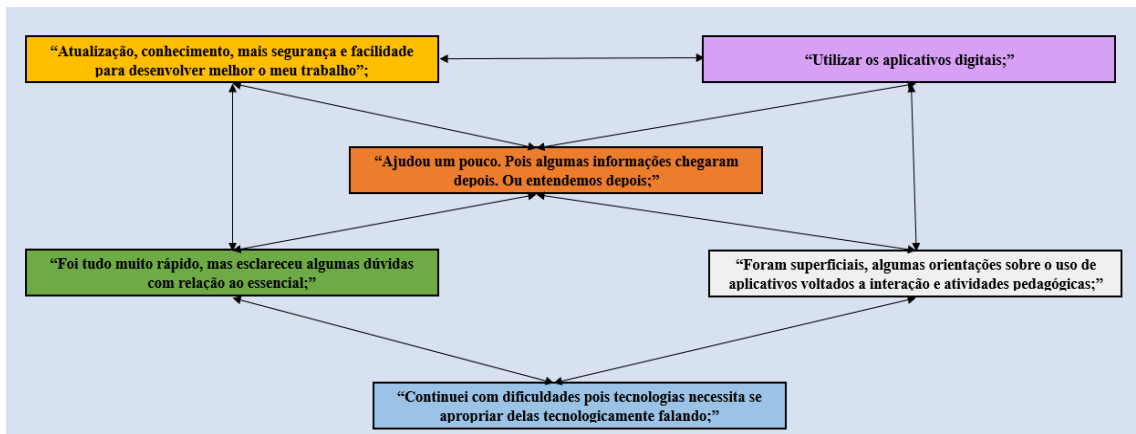 “Atualização, conhecimento, mais segurança e facilidade
para desenvolver melhor o meu trabalho”;
“Utilizar os aplicativos digitais;”
“Ajudou um pouco. Pois algumas informações chegaram
depois. Ou entendemos depois;”
“Foi tudo muito rápido, mas esclareceu algumas dúvidas
com relação ao essencial;”
“Foram superficiais, algumas orientações sobre o uso de
aplicativos voltados a interação e atividades pedagógicas;”
“Continuei com dificuldades pois tecnologias necessita se
apropriar delas tecnologicamente falando;”